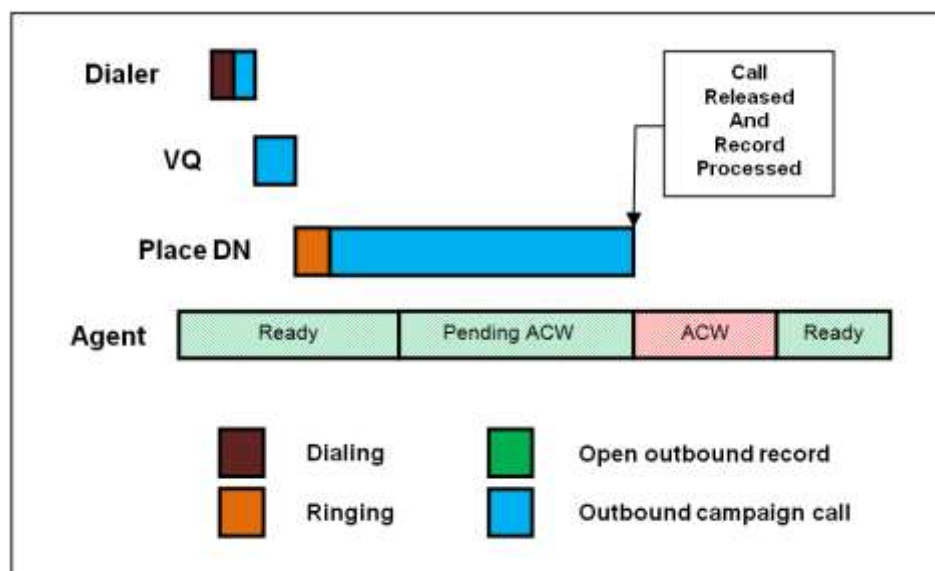 Dialer
Call
Released
And
Record
Processed
VQ
Place DN
Agent
Ready
Pending ACW
ACW
Ready
Dialing
Open outbound record
Ringing
Outbound campaign call